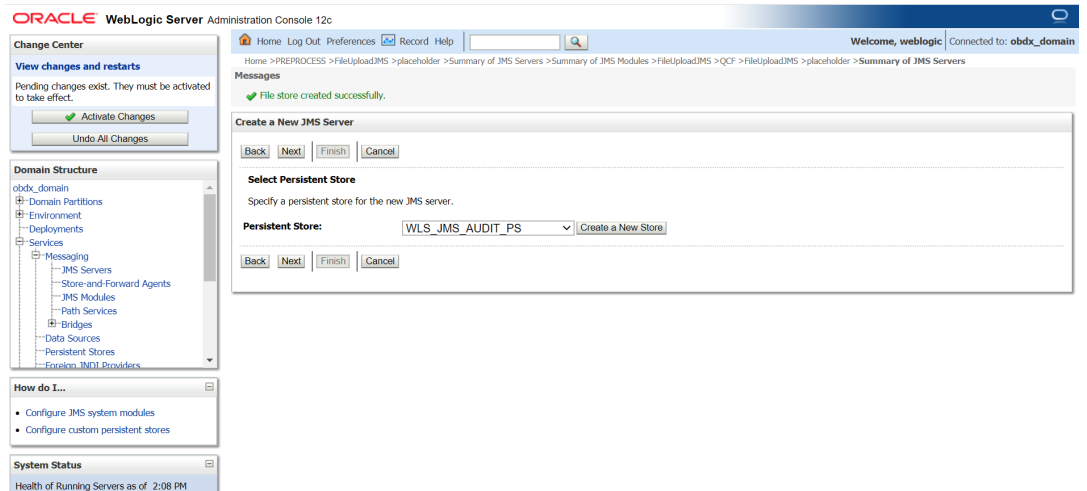 ORACLE WebLogic Server Administration Console 12c
Change Center
View changes and restarts
Pending changes exist. They must be activated
to take effect.
Activate Changes
Undo All Changes
Domain Structure
obdx_domain
Domain Partitions
Environment
Deployments
Services
Messaging
JMS Servers
Store-and-Forward Agents
JMS Modules
Path Services
Bridges
Data Sources
Persistent Stores
Foreign JNDI Providers
How do I...
Configure JMS system modules
Configure custom persistent stores
System Status
Health of Running Servers as of 2:08 PM
Home Log Out Preferences Record Help
Welcome, weblogic Connected to: obdx_domain
Home >PREPROCESS >FileUploadJMS >placeholder >Summary of JMS Servers >Summary of JMS Modules >FileUploadJMS >QCF >FileUploadJMS >placeholder >Summary of JMS Servers
Messages
File store created successfully.
Create a New JMS Server
Back Next Finish Cancel
Select Persistent Store
Specify a persistent store for the new JMS server.
Persistent Store: WLS_JMS_AUDIT_PS Create a New Store
Back Next Finish Cancel